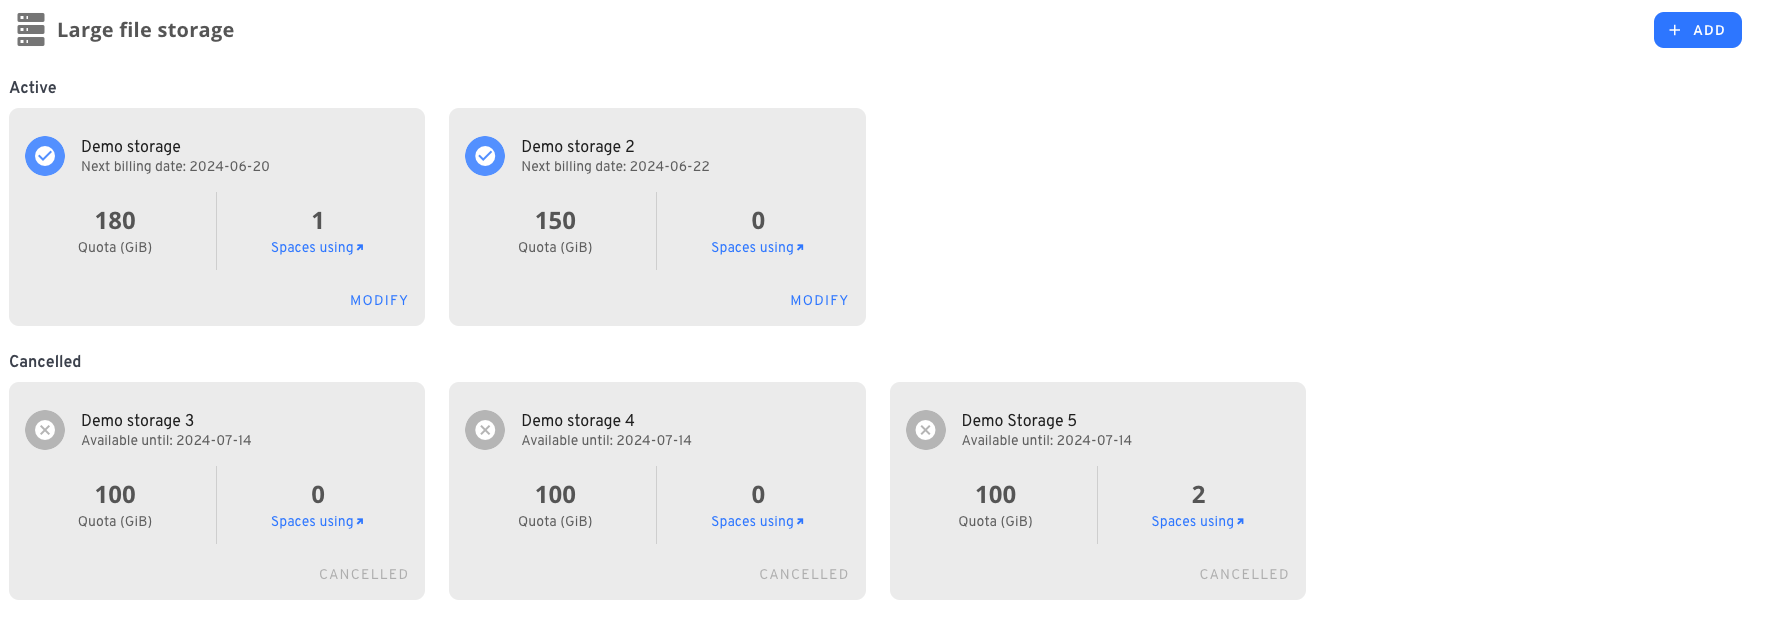 Large file storage
+ ADD
Active
Demo storage
Next billing date: 2024-06-20
180
Quota (GiB)
1
Spaces using
MODIFY
Demo storage 2
Next billing date: 2024-06-22
150
Quota (GiB)
0
Spaces using
MODIFY
Cancelled
Demo storage 3
Available until: 2024-07-14
100
Quota (GiB)
0
Spaces using
CANCELLED
Demo storage 4
Available until: 2024-07-14
100
Quota (GiB)
0
Spaces using
CANCELLED
Demo Storage 5
Available until: 2024-07-14
100
Quota (GiB)
2
Spaces using
CANCELLED